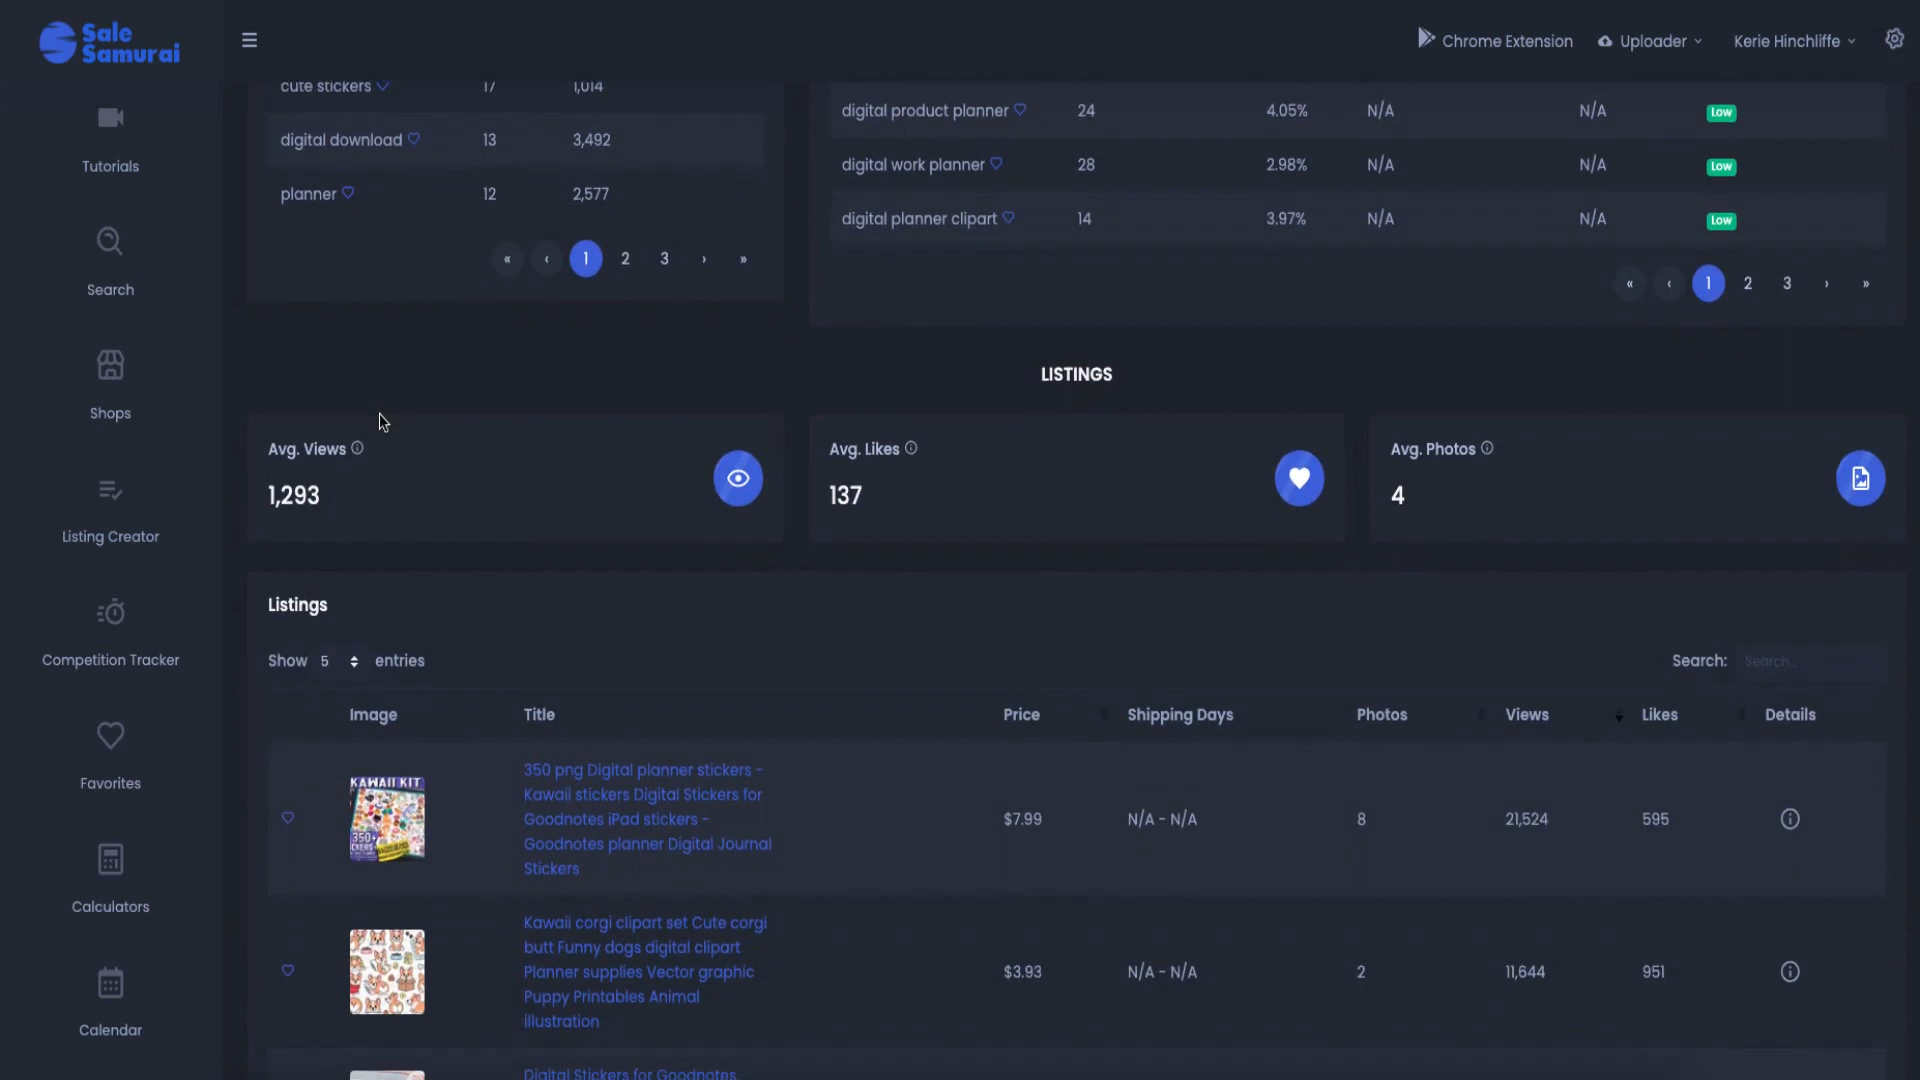 Sale
Samurai
Chrome Extension
Uploader
Kerie Hinchliffe
Tutorials
Search
Shops
Listing Creator
Competition Tracker
Favorites
Calculators
Calendar
cute stickers 17 1,014
digital download 13 3,492
planner 12 2,577
« ‹ 1 2 3 › »
digital product planner 24 4.05% N/A N/A Low
digital work planner 28 2.98% N/A N/A Low
digital planner clipart 14 3.97% N/A N/A Low
« ‹ 1 2 3 › »
LISTINGS
Avg. Views
1,293
Avg. Likes
137
Avg. Photos
4
Listings
Show 5 entries
Search: Search...
Image Title Price Shipping Days Photos Views Likes Details
KAWAII KIT
350+
350 png Digital planner stickers -
Kawaii stickers Digital Stickers for
Goodnotes iPad stickers -
Goodnotes planner Digital Journal
Stickers
$7.99 N/A - N/A 8 21,524 595
Kawaii corgi clipart set Cute corgi
butt Funny dogs digital clipart
Planner supplies Vector graphic
Puppy Printables Animal
illustration
$3.93 N/A - N/A 2 11,644 951
Digital Stickers for Goodnotes,